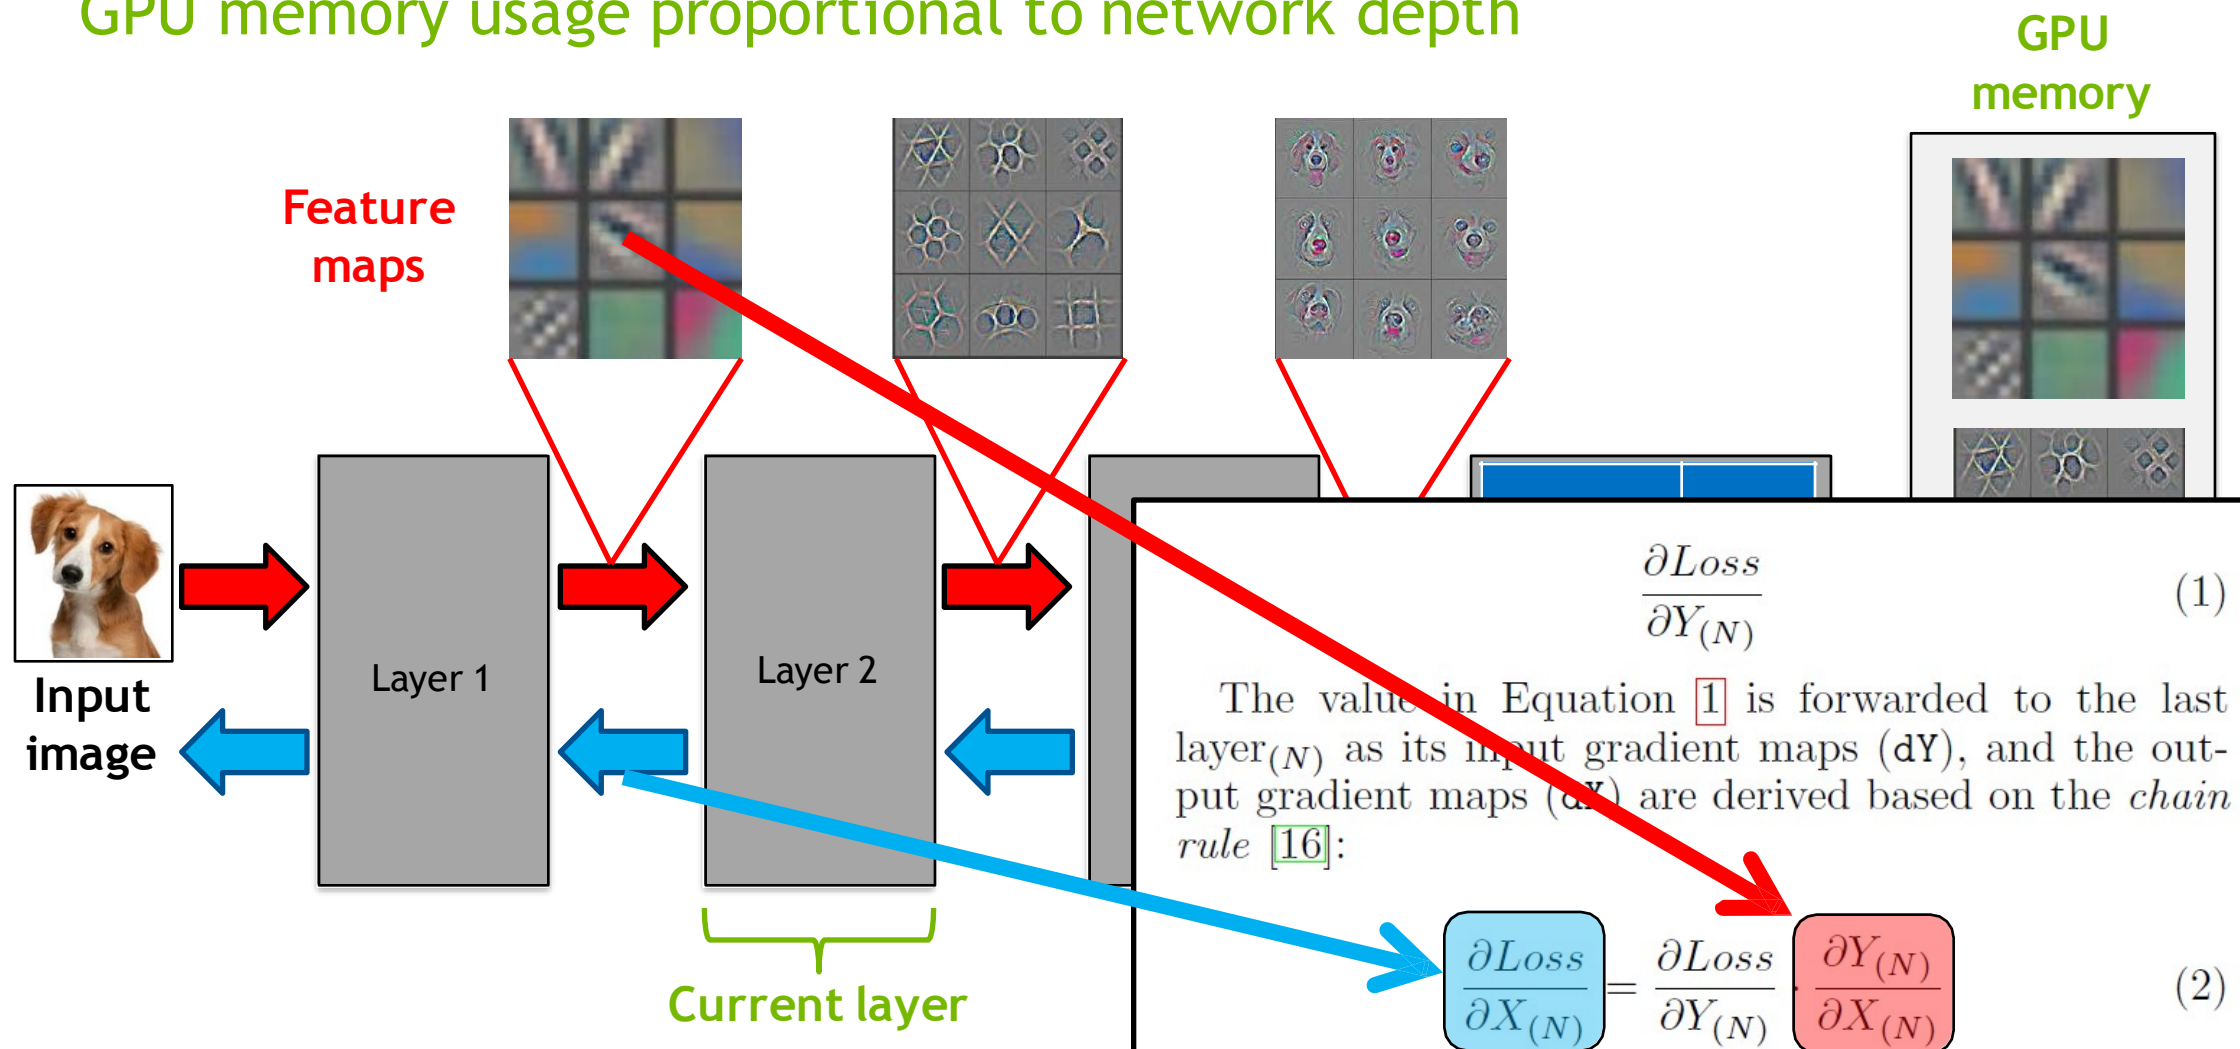 GPU memory usage proportional to network depth
GPU
memory
Feature
maps
Input
image
Layer 1
Layer 2
Current layer
∂Loss
∂Y(N)
(1)
The value in Equation 1 is forwarded to the last
layer(N) as its input gradient maps (dY), and the out-
put gradient maps (dX) are derived based on the chain
rule [16]:
∂Loss / ∂X(N) = ∂Loss / ∂Y(N) · ∂Y(N) / ∂X(N) (2)